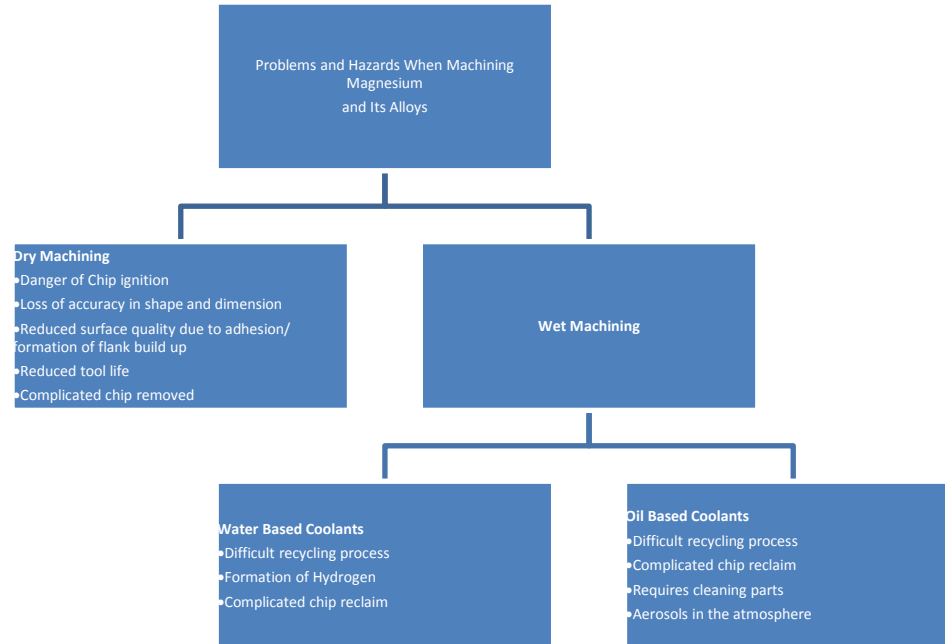 Problems and Hazards When Machining
Magnesium
and Its Alloys
Dry Machining
•Danger of Chip ignition
•Loss of accuracy in shape and dimension
•Reduced surface quality due to adhesion/
formation of flank build up
•Reduced tool life
•Complicated chip removed
Wet Machining
Water Based Coolants
•Difficult recycling process
•Formation of Hydrogen
•Complicated chip reclaim
Oil Based Coolants
•Difficult recycling process
•Complicated chip reclaim
•Requires cleaning parts
•Aerosols in the atmosphere